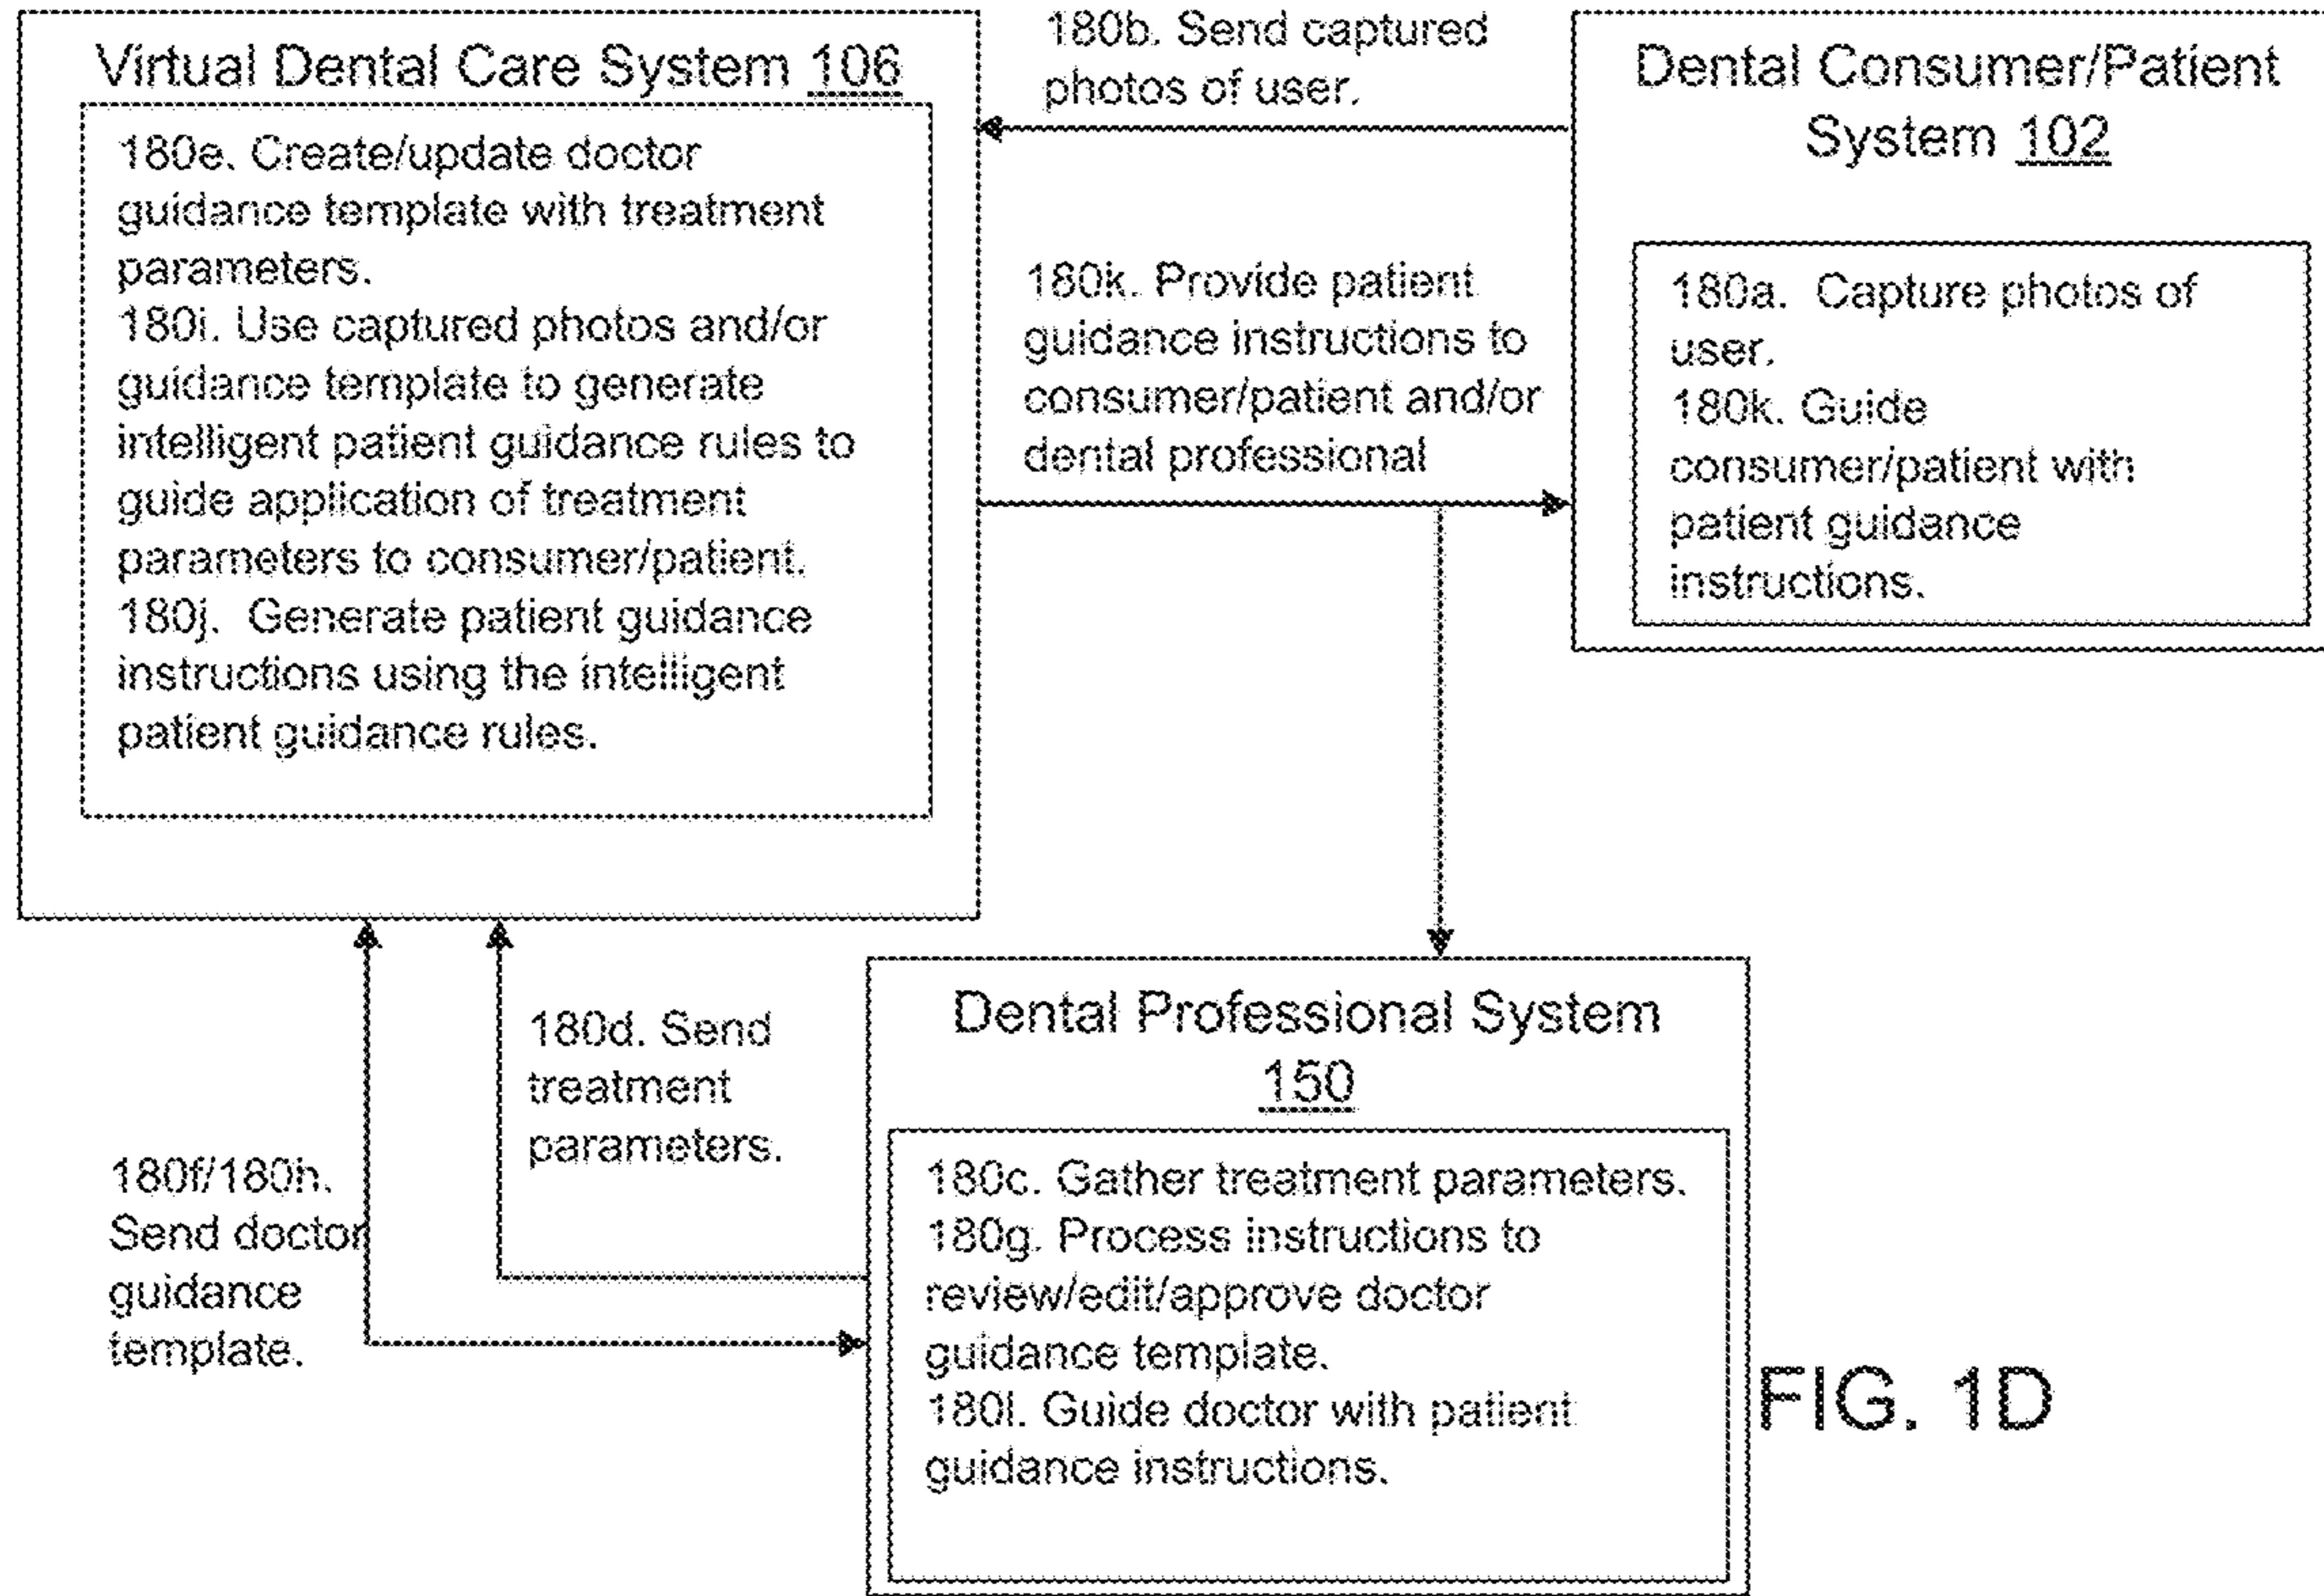 Virtual Dental Care System 106
180e. Create/update doctor
guidance template with treatment
parameters.
180i. Use captured photos and/or
guidance template to generate
intelligent patient guidance rules to
guide application of treatment
parameters to consumer/patient.
180j. Generate patient guidance
instructions using the intelligent
patient guidance rules.
180b. Send captured
photos of user.
180k. Provide patient
guidance instructions to
consumer/patient and/or
dental professional
Dental Consumer/Patient
System 102
180a. Capture photos of
user.
180k. Guide
consumer/patient with
patient guidance
instructions.
180f/180h.
Send doctor
guidance
template.
180d. Send
treatment
parameters.
Dental Professional System
150
180c. Gather treatment parameters.
180g. Process instructions to
review/edit/approve doctor
guidance template.
180l. Guide doctor with patient
guidance instructions.
FIG. 1D